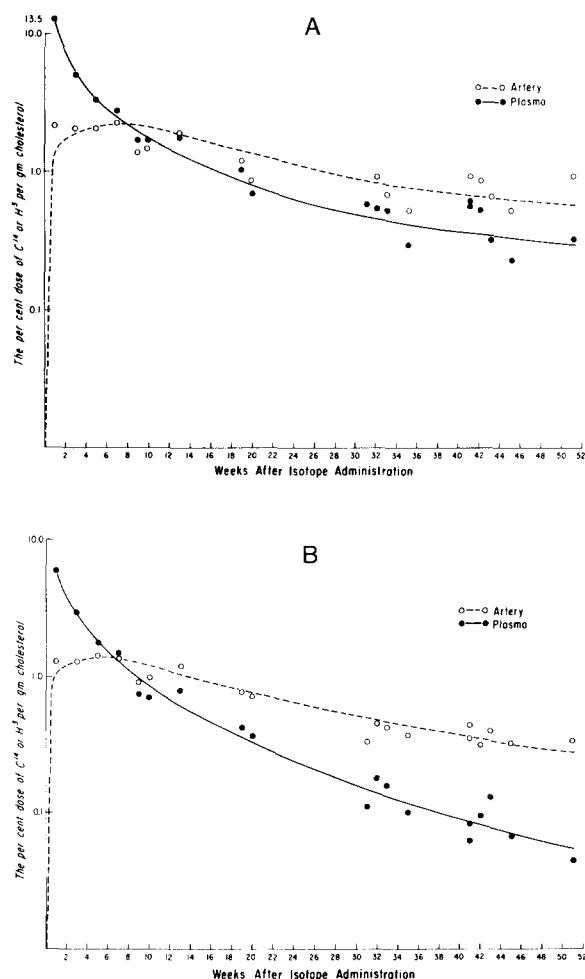 A
13.5
10.0
1.0
0.1
The per cent dose of C¹⁴ or H³ per gm cholesterol
Artery
Plasma
2 4 6 8 10 12 14 16 18 20 22 24 26 28 30 32 34 36 38 40 42 44 46 48 50 52
Weeks After Isotope Administration
B
10.0
1.0
0.1
The per cent dose of C¹⁴ or H³ per gm cholesterol
Artery
Plasma
2 4 6 8 10 12 14 16 18 20 22 24 26 28 30 32 34 36 38 40 42 44 46 48 50 52
Weeks After Isotope Administration